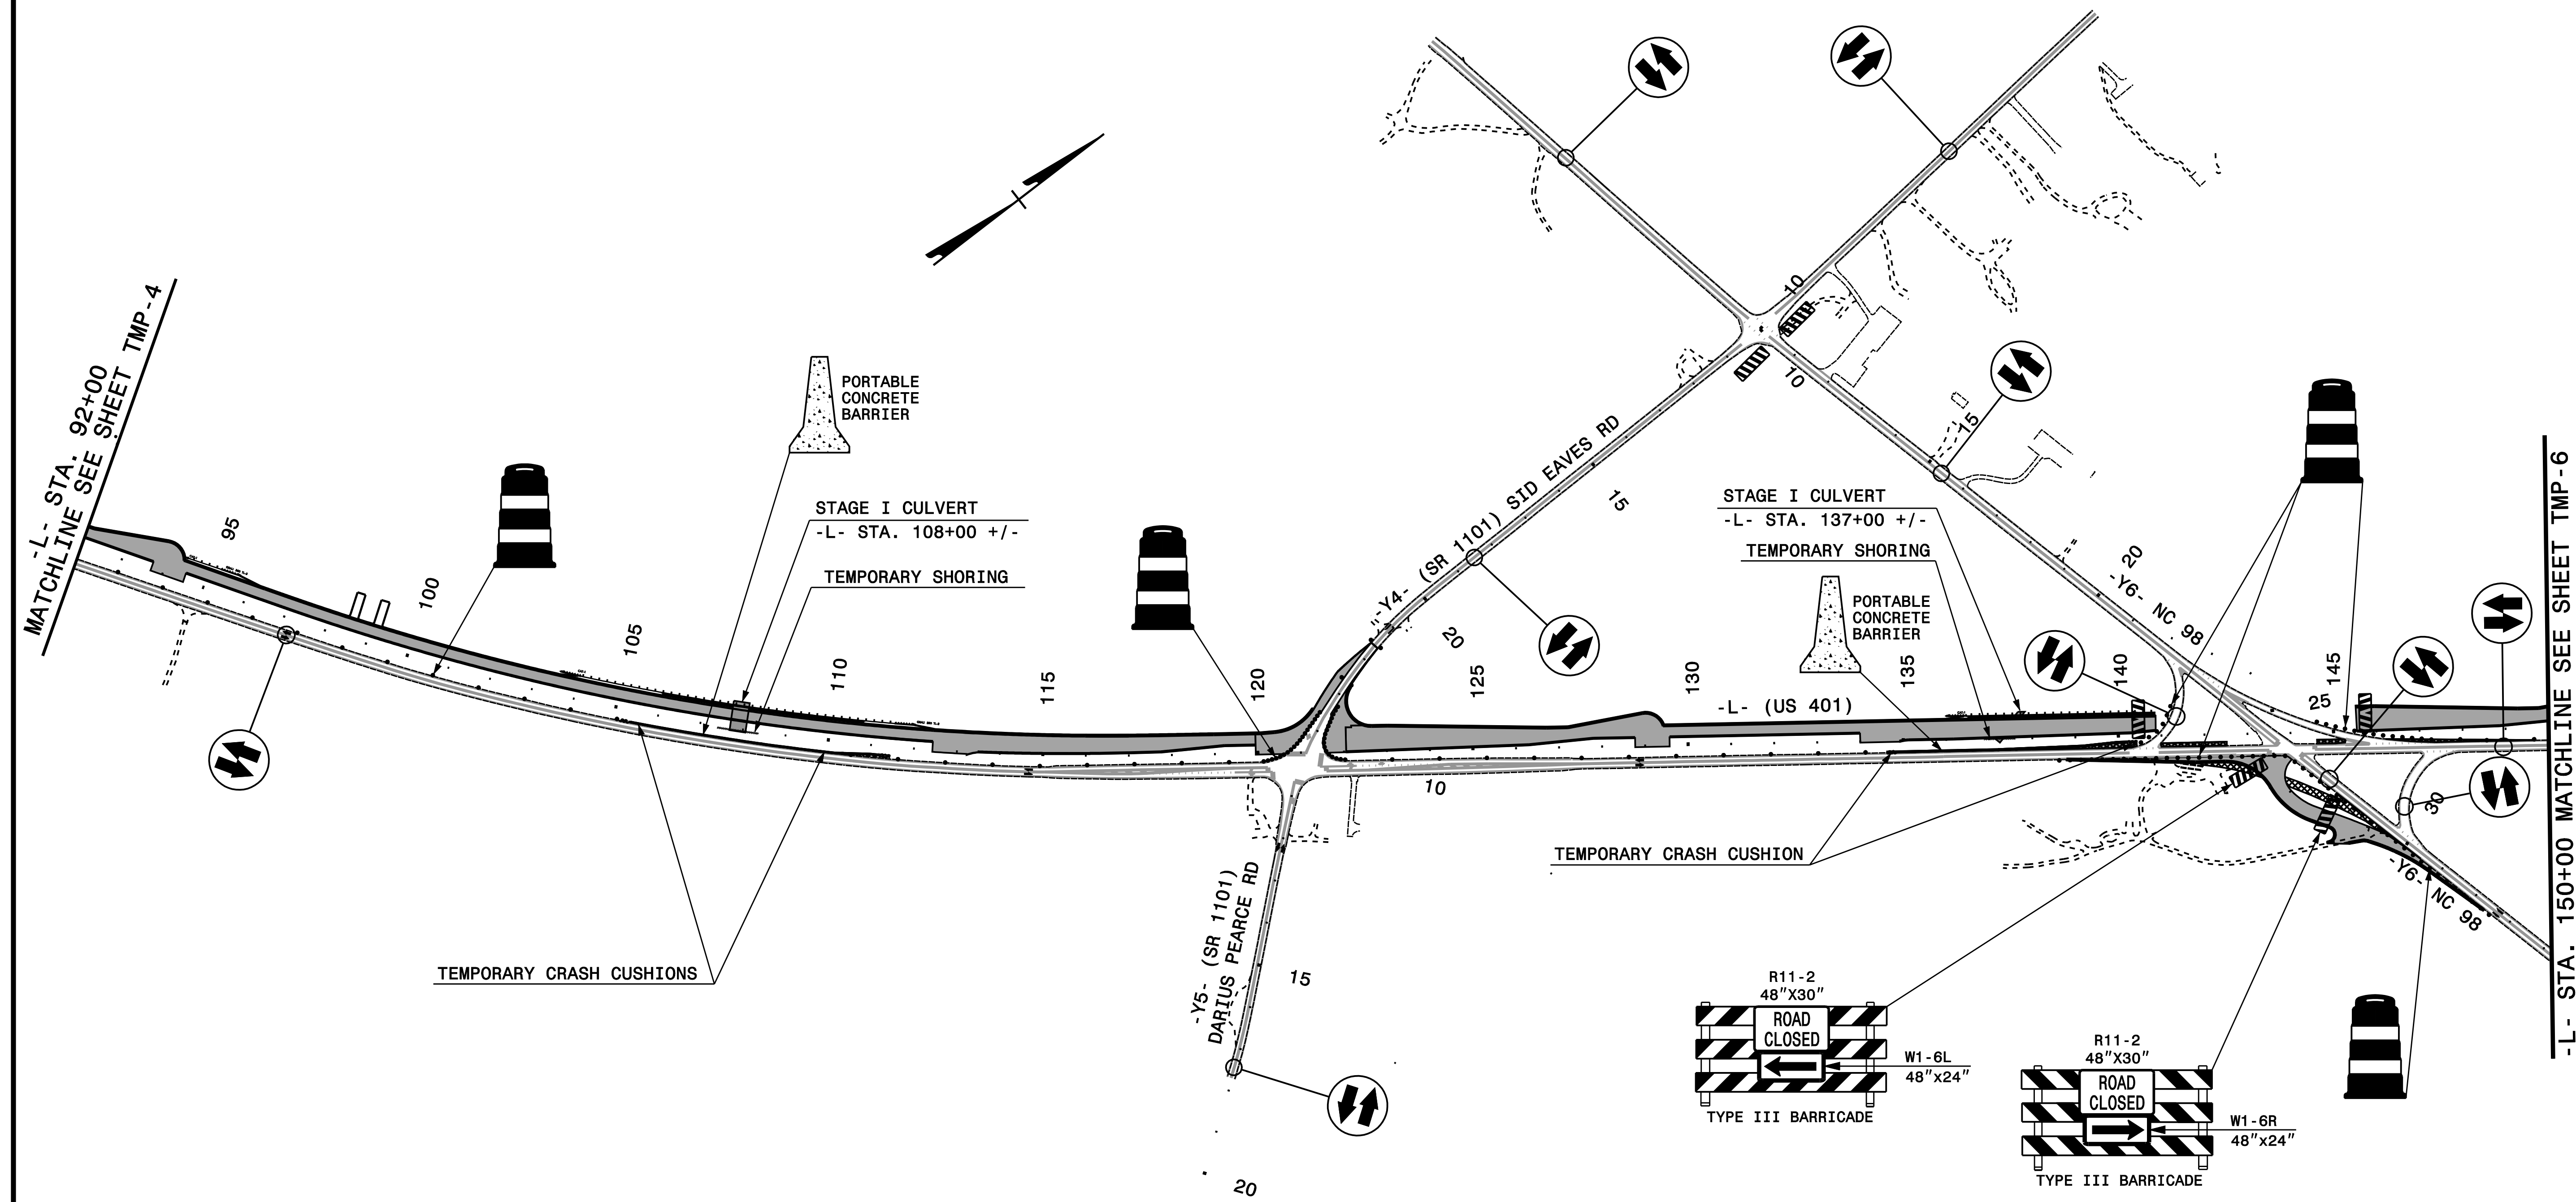 -L- STA. 92+00
MATCHLINE SEE SHEET TMP-4
95
100
105
110
115
120
125
130
135
140
145
PORTABLE
CONCRETE
BARRIER
STAGE I CULVERT
-L- STA. 108+00 +/-
TEMPORARY SHORING
TEMPORARY CRASH CUSHIONS
-Y4- (SR 1101) SID EAVES RD
15
20
10
10
15
20
-Y6- NC 98
25
30
-Y6- NC 98
STAGE I CULVERT
-L- STA. 137+00 +/-
TEMPORARY SHORING
PORTABLE
CONCRETE
BARRIER
-L- (US 401)
10
TEMPORARY CRASH CUSHION
-Y5- (SR 1101)
DARIUS PEARCE RD
15
20
R11-2
48"X30"
ROAD
CLOSED
W1-6L
48"x24"
TYPE III BARRICADE
R11-2
48"X30"
ROAD
CLOSED
W1-6R
48"x24"
TYPE III BARRICADE
-L- STA. 150+00 MATCHLINE SEE SHEET TMP-6